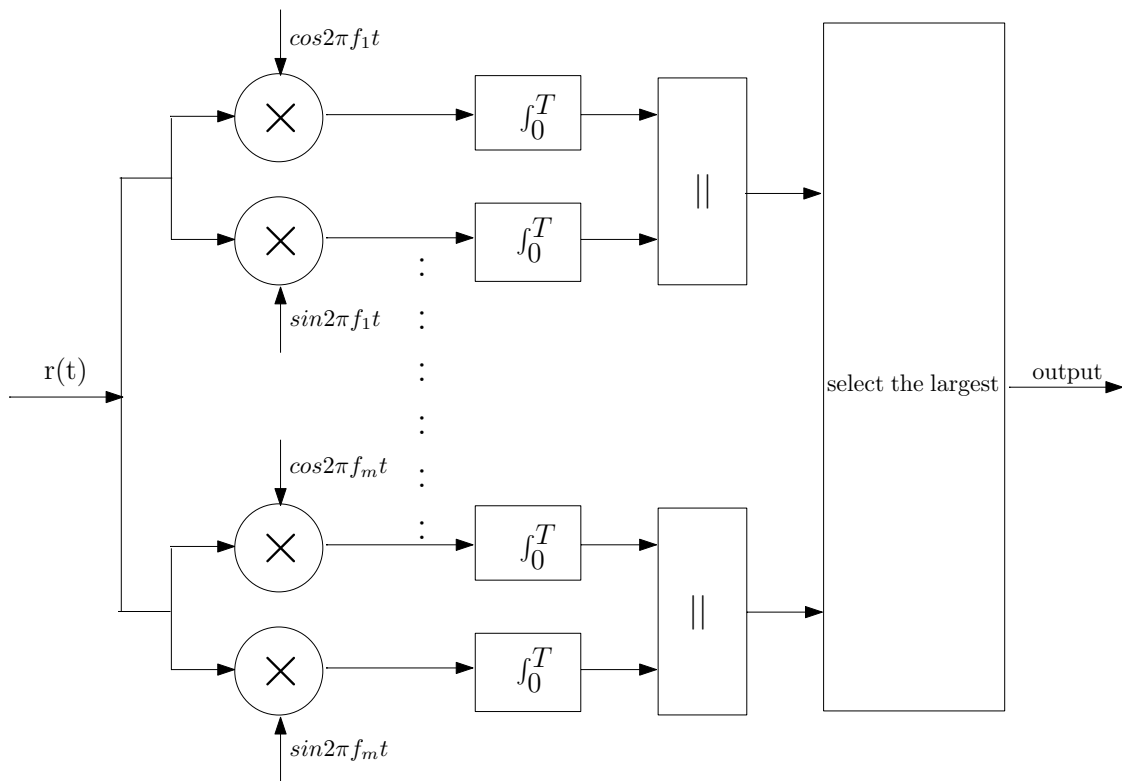 cos2πf₁t
∫₀ᵀ
||
∫₀ᵀ
sin2πf₁t
r(t)
select the largest
output
cos2πfₘt
∫₀ᵀ
||
∫₀ᵀ
sin2πfₘt